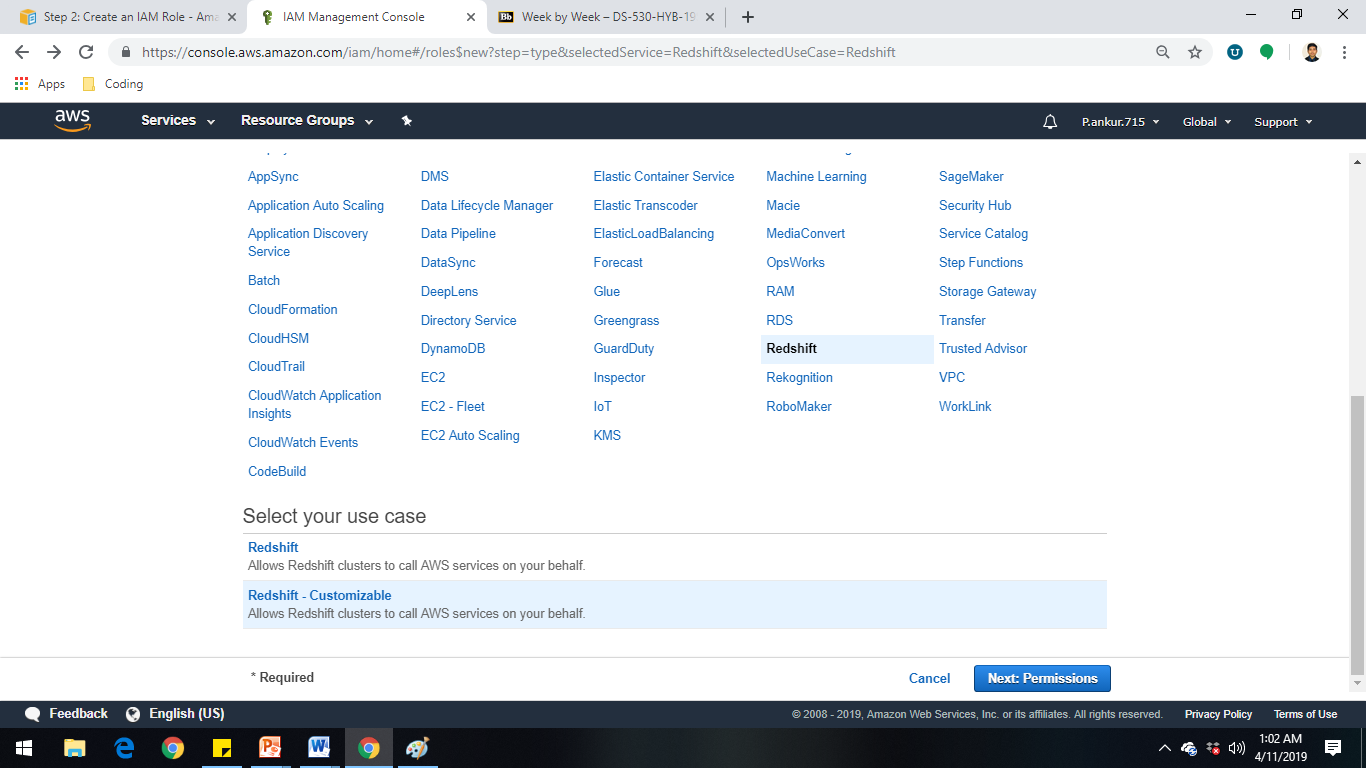 Step 2: Create an IAM Role - Ama
IAM Management Console
Bb Week by Week – DS-530-HYB-19
https://console.aws.amazon.com/iam/home#/roles$new?step=type&selectedService=Redshift&selectedUseCase=Redshift
Apps Coding
aws Services Resource Groups P.ankur.715 Global Support
AppSync DMS Elastic Container Service Machine Learning SageMaker
Application Auto Scaling Data Lifecycle Manager Elastic Transcoder Macie Security Hub
Application Discovery Data Pipeline ElasticLoadBalancing MediaConvert Service Catalog
Service
DataSync Forecast OpsWorks Step Functions
Batch DeepLens Glue RAM Storage Gateway
CloudFormation Directory Service Greengrass RDS Transfer
CloudHSM DynamoDB GuardDuty Redshift Trusted Advisor
CloudTrail EC2 Inspector Rekognition VPC
CloudWatch Application EC2 - Fleet IoT RoboMaker WorkLink
Insights
CloudWatch Events EC2 Auto Scaling KMS
CodeBuild
Select your use case
Redshift
Allows Redshift clusters to call AWS services on your behalf.
Redshift - Customizable
Allows Redshift clusters to call AWS services on your behalf.
* Required Cancel Next: Permissions
Feedback English (US) © 2008 - 2019, Amazon Web Services, Inc. or its affiliates. All rights reserved. Privacy Policy Terms of Use
1:02 AM
4/11/2019